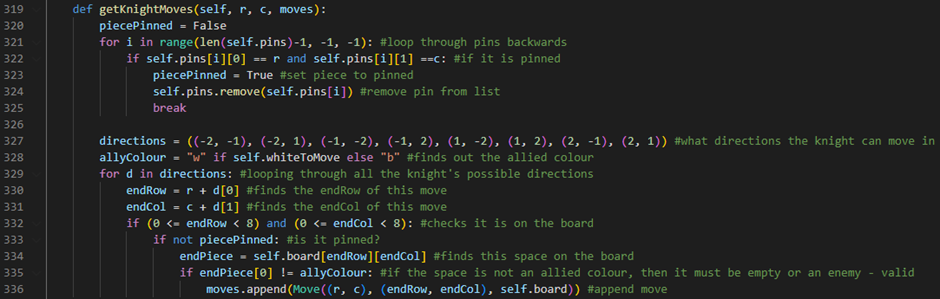 319 def getKnightMoves(self, r, c, moves):
320 piecePinned = False
321 for i in range(len(self.pins)-1, -1, -1): #loop through pins backwards
322 if self.pins[i][0] == r and self.pins[i][1] ==c: #if it is pinned
323 piecePinned = True #set piece to pinned
324 self.pins.remove(self.pins[i]) #remove pin from list
325 break
326
327 directions = ((-2, -1), (-2, 1), (-1, -2), (-1, 2), (1, -2), (1, 2), (2, -1), (2, 1)) #what directions the knight can move in
328 allyColour = "w" if self.whiteToMove else "b" #finds out the allied colour
329 for d in directions: #looping through all the knight's possible directions
330 endRow = r + d[0] #finds the endRow of this move
331 endCol = c + d[1] #finds the endCol of this move
332 if (0 <= endRow < 8) and (0 <= endCol < 8): #checks it is on the board
333 if not piecePinned: #is it pinned?
334 endPiece = self.board[endRow][endCol] #finds this space on the board
335 if endPiece[0] != allyColour: #if the space is not an allied colour, then it must be empty or an enemy - valid
336 moves.append(Move((r, c), (endRow, endCol), self.board)) #append move